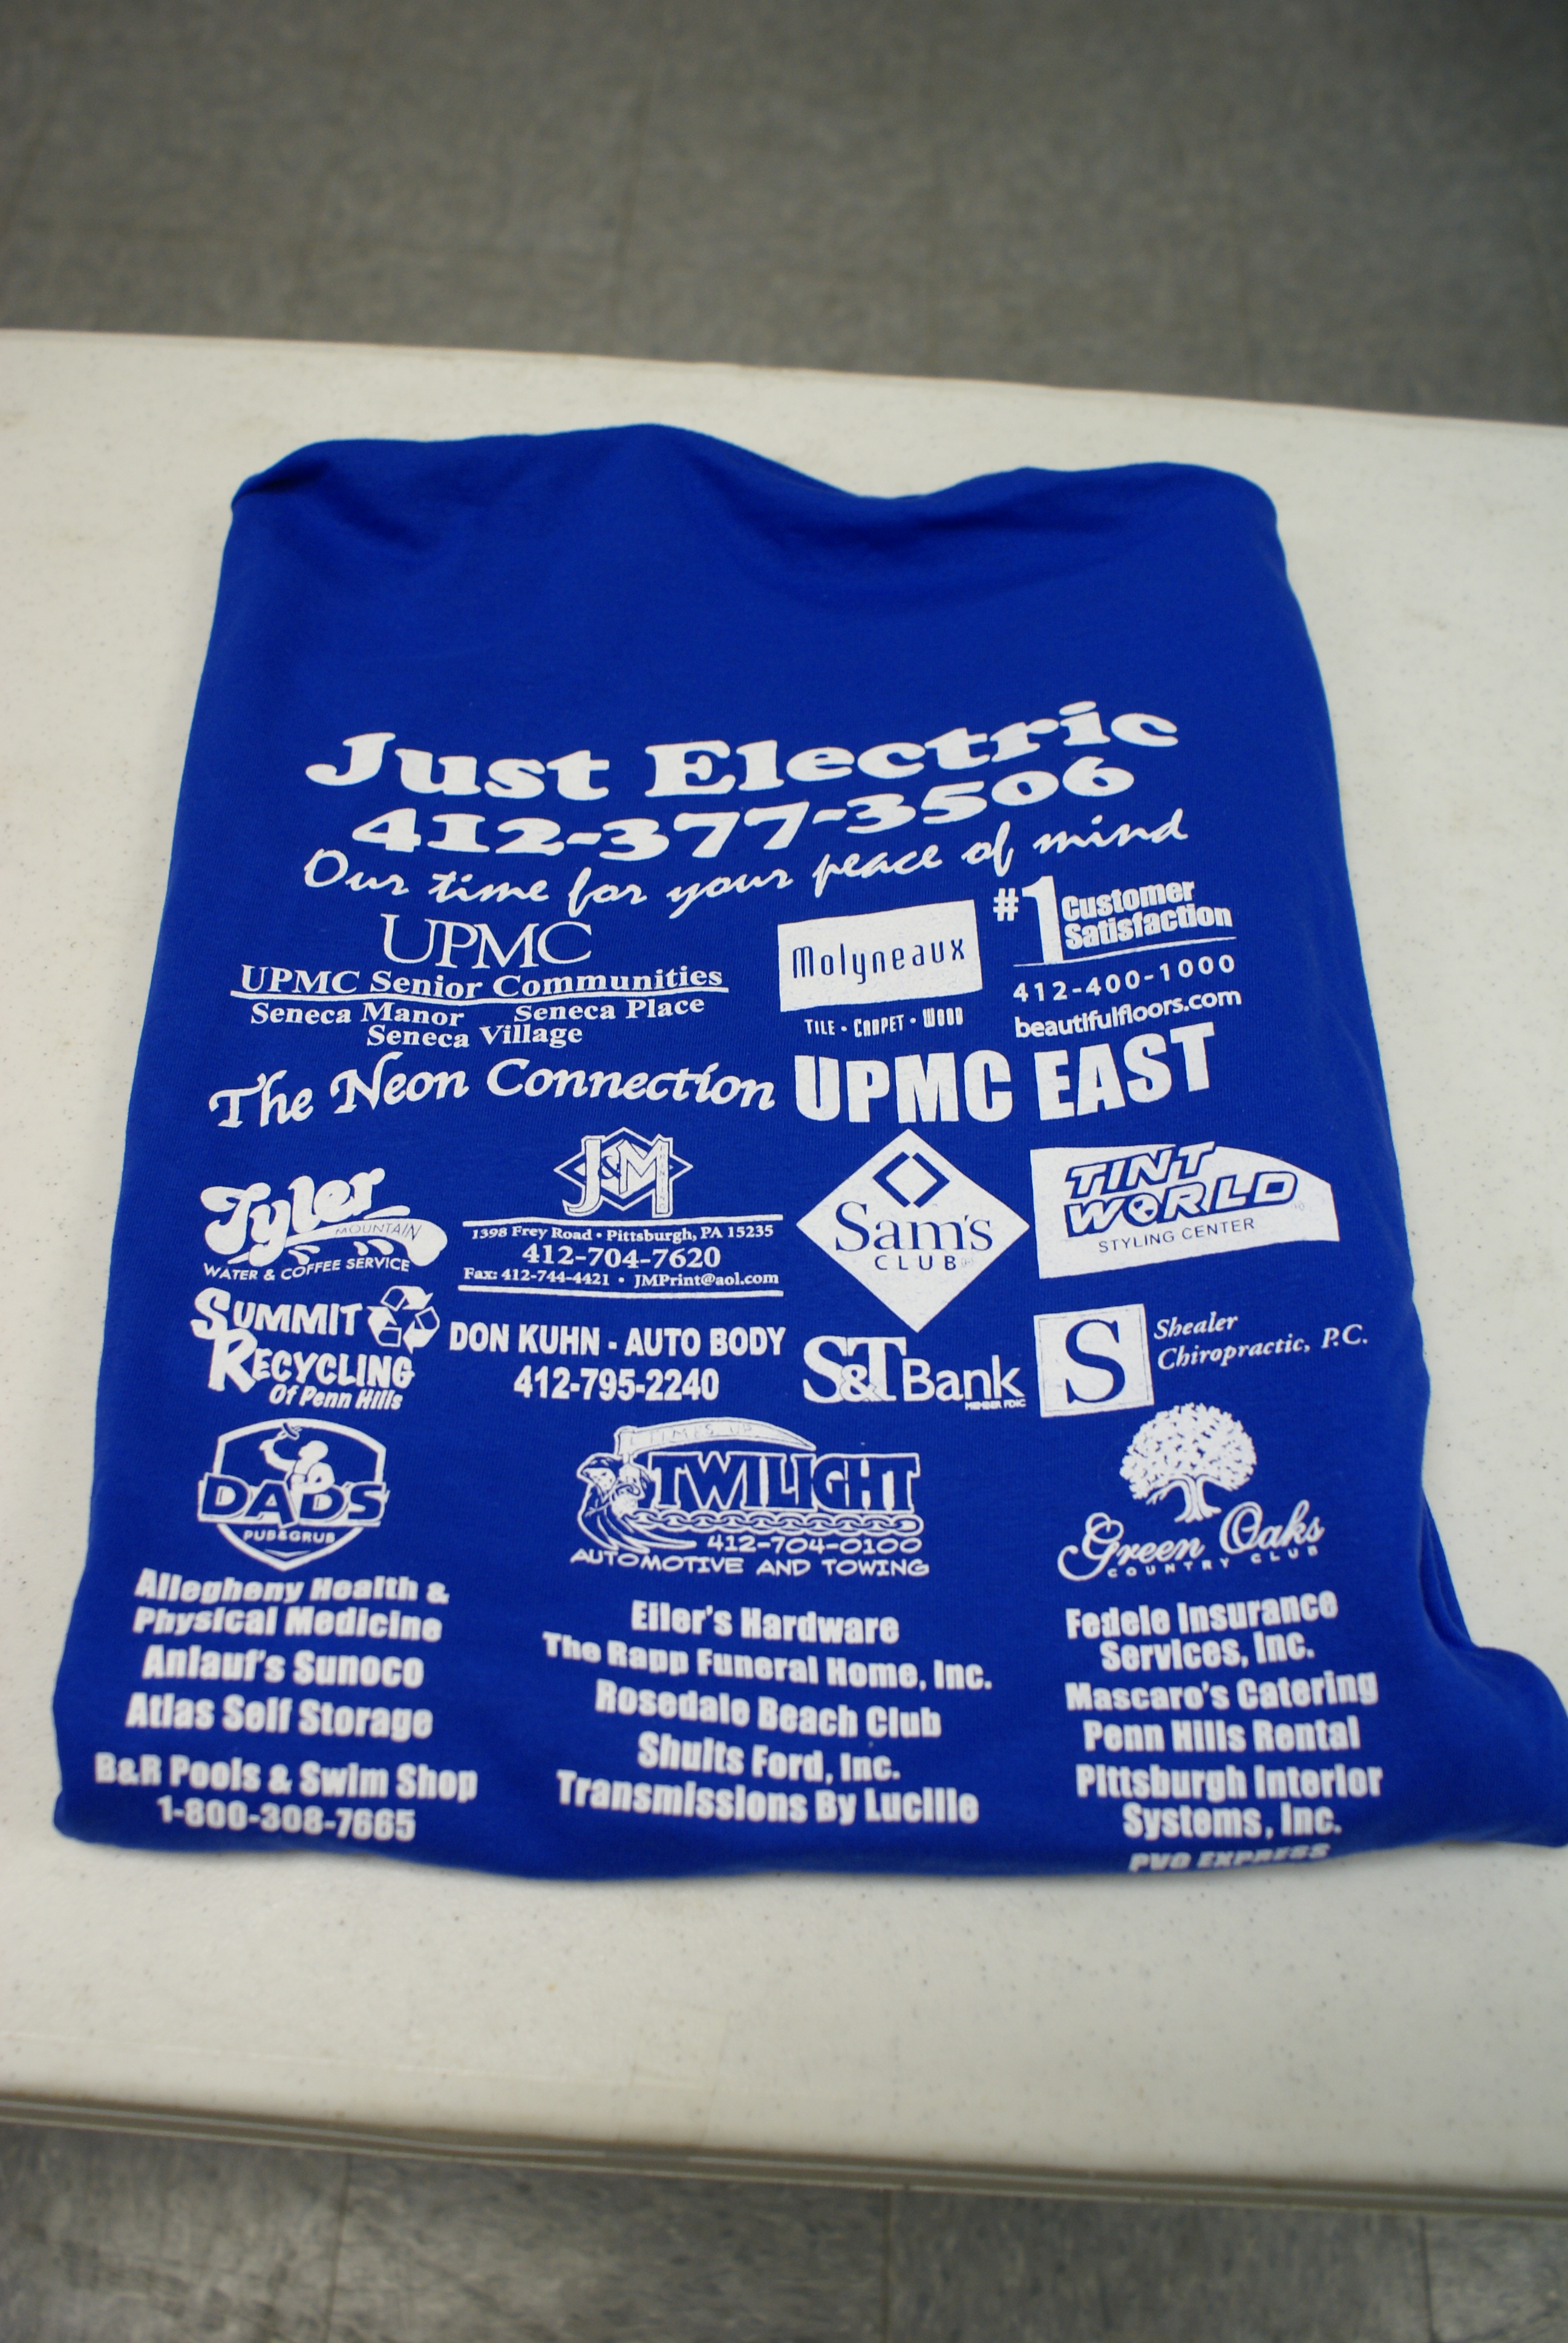 Just Electric
412-377-3506
Our time for your peace of mind
UPMC
UPMC Senior Communities
Seneca Manor Seneca Place
Seneca Village
Molyneaux
TILE • CARPET • WOOD
#1 Customer
Satisfaction
412-400-1000
beautifulfloors.com
The Neon Connection
UPMC EAST
Tyler
MOUNTAIN
WATER & COFFEE SERVICE
J&M
1398 Frey Road • Pittsburgh, PA 15235
412-704-7620
Fax: 412-744-4421 • JMPrint@aol.com
Sam's
CLUB
TINT
WORLD
STYLING CENTER
SUMMIT
RECYCLING
Of Penn Hills
DON KUHN - AUTO BODY
412-795-2240
S&T Bank
MEMBER FDIC
S
Shealer
Chiropractic, P.C.
DADS
PUB & GRUB
TIMES UP
TWILIGHT
412-704-0100
AUTOMOTIVE AND TOWING
Green Oaks
COUNTRY CLUB
Allegheny Health &
Physical Medicine
Anlauf's Sunoco
Atlas Self Storage
B&R Pools & Swim Shop
1-800-308-7665
Eiler's Hardware
The Rapp Funeral Home, Inc.
Rosedale Beach Club
Shults Ford, Inc.
Transmissions By Lucille
Fedele Insurance
Services, Inc.
Mascaro's Catering
Penn Hills Rental
Pittsburgh Interior
Systems, Inc.
PVO EXPRESS